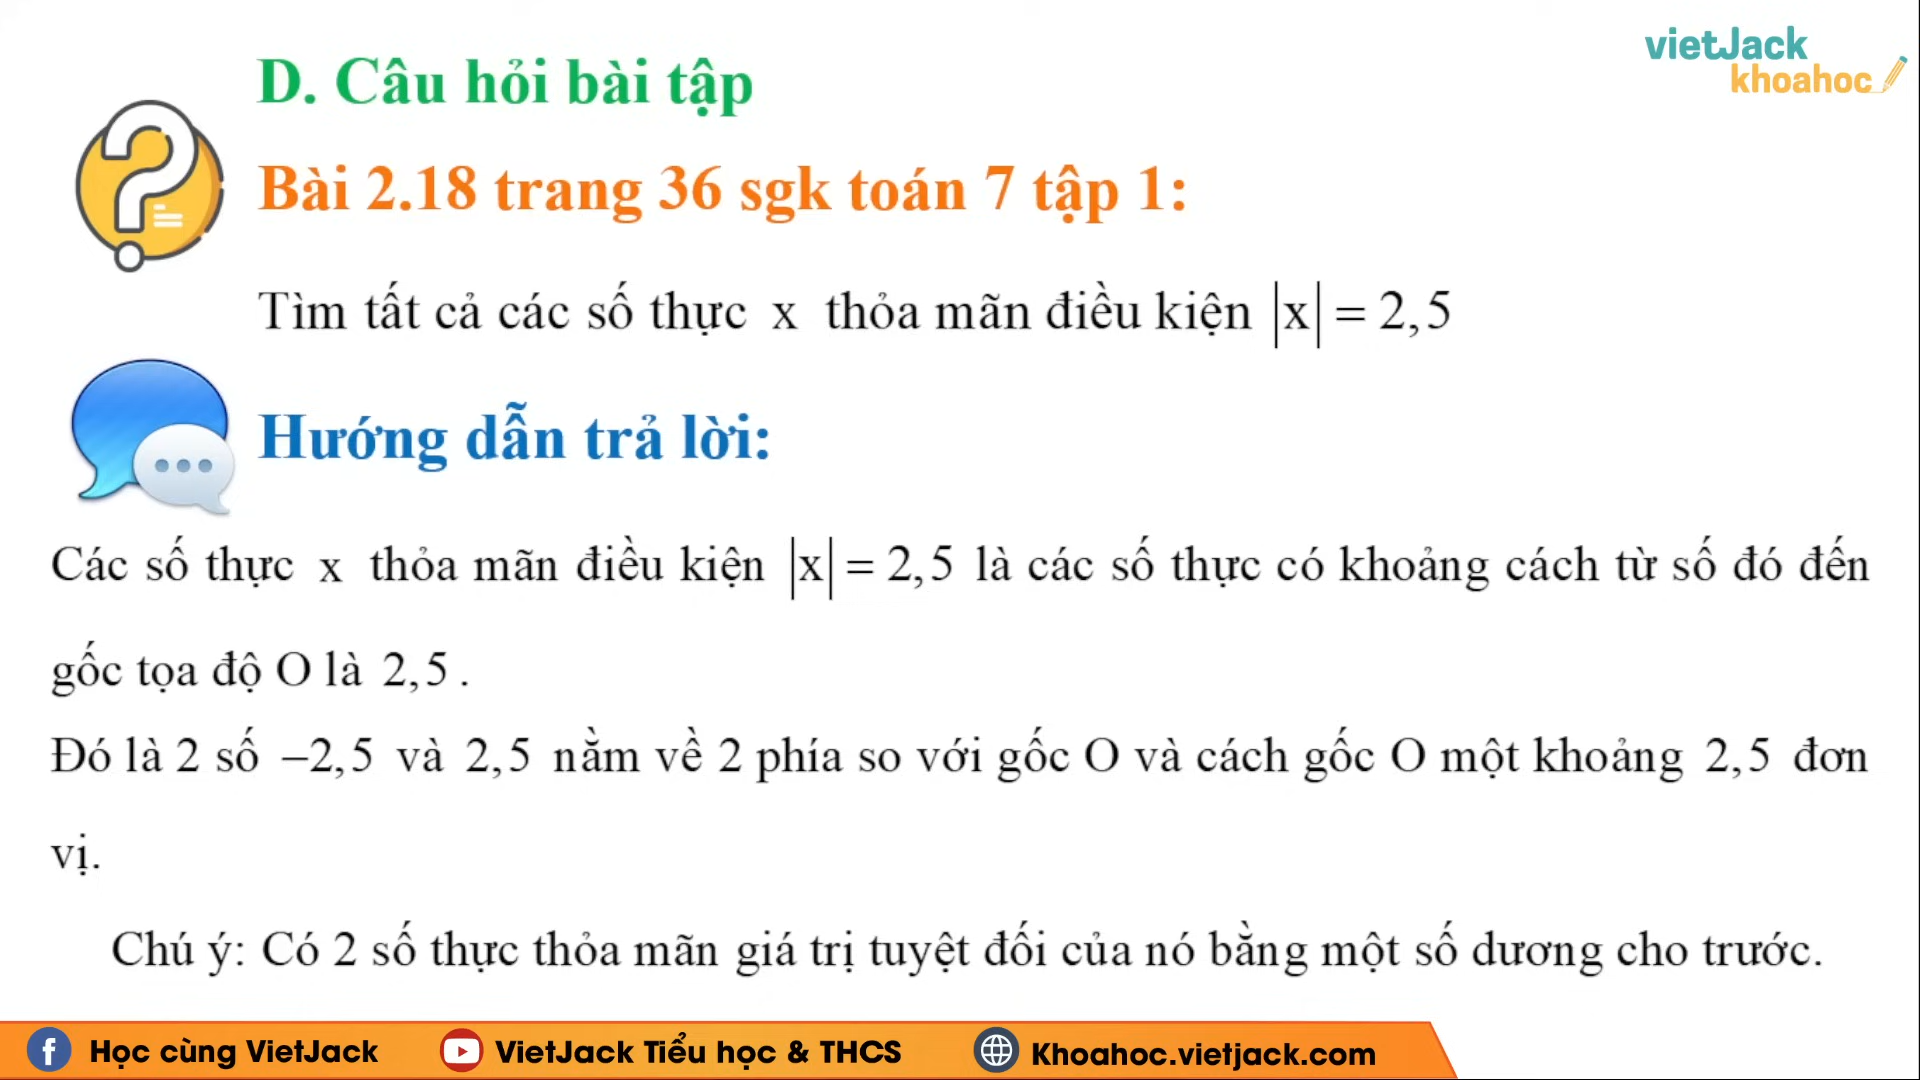 vietJack
khoahoc
D. Câu hỏi bài tập
Bài 2.18 trang 36 sgk toán 7 tập 1:
Tìm tất cả các số thực x thỏa mãn điều kiện |x| = 2,5
Hướng dẫn trả lời:
Các số thực x thỏa mãn điều kiện |x| = 2,5 là các số thực có khoảng cách từ số đó đến
gốc tọa độ O là 2,5.
Đó là 2 số –2,5 và 2,5 nằm về 2 phía so với gốc O và cách gốc O một khoảng 2,5 đơn
vị.
Chú ý: Có 2 số thực thỏa mãn giá trị tuyệt đối của nó bằng một số dương cho trước.
Học cùng VietJack VietJack Tiểu học & THCS Khoahoc.vietjack.com